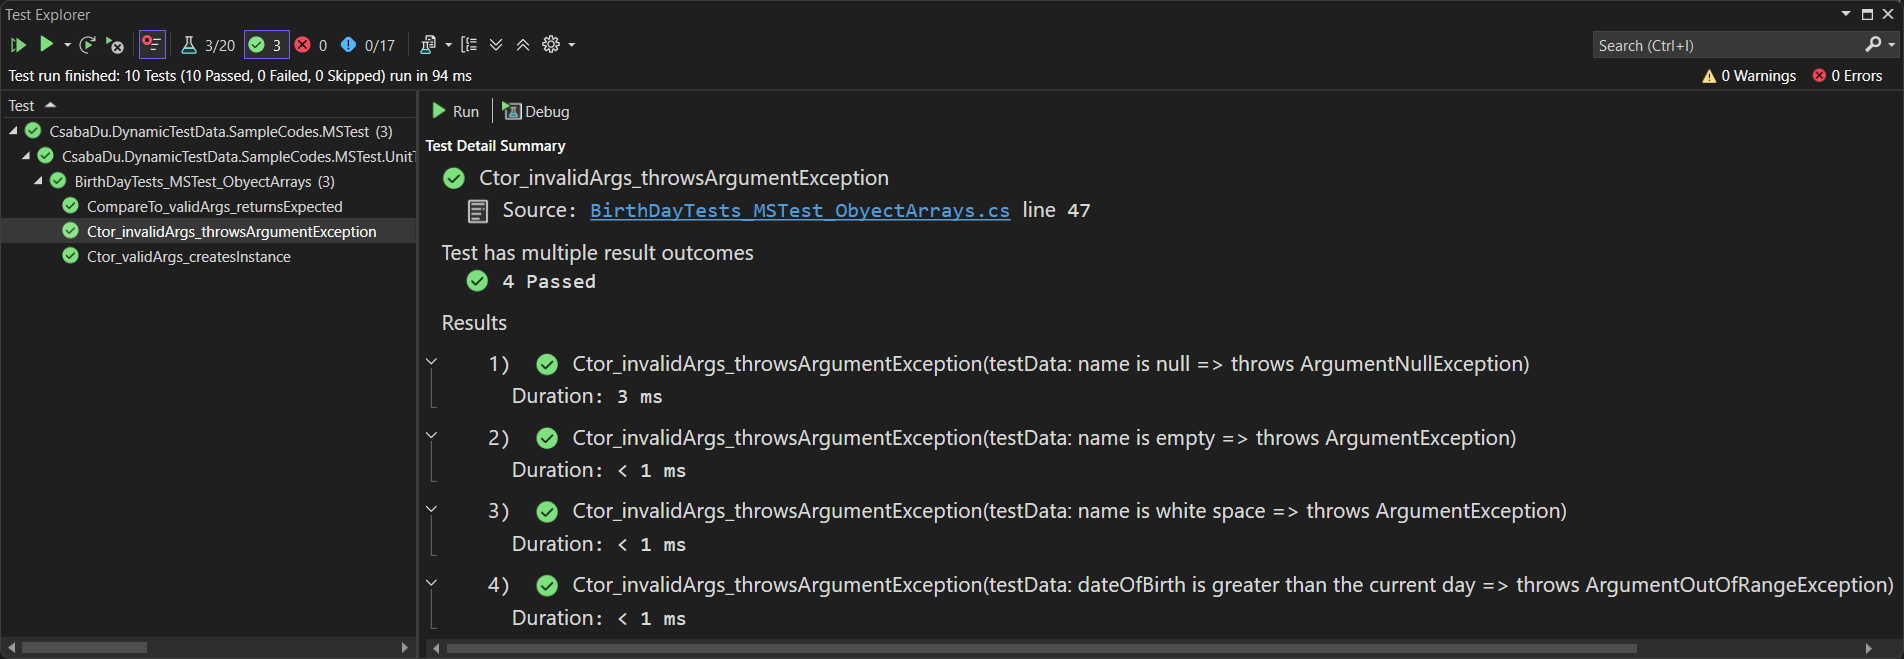 Test Explorer
3/20 3 0 0/17 Search (Ctrl+I)
Test run finished: 10 Tests (10 Passed, 0 Failed, 0 Skipped) run in 94 ms 0 Warnings 0 Errors
Test
CsabaDu.DynamicTestData.SampleCodes.MSTest (3)
CsabaDu.DynamicTestData.SampleCodes.MSTest.UnitT
BirthDayTests_MSTest_ObyectArrays (3)
CompareTo_validArgs_returnsExpected
Ctor_invalidArgs_throwsArgumentException
Ctor_validArgs_createsInstance
Run Debug
Test Detail Summary
Ctor_invalidArgs_throwsArgumentException
Source: BirthDayTests_MSTest_ObyectArrays.cs line 47
Test has multiple result outcomes
4 Passed
Results
1) Ctor_invalidArgs_throwsArgumentException(testData: name is null => throws ArgumentNullException)
Duration: 3 ms
2) Ctor_invalidArgs_throwsArgumentException(testData: name is empty => throws ArgumentException)
Duration: < 1 ms
3) Ctor_invalidArgs_throwsArgumentException(testData: name is white space => throws ArgumentException)
Duration: < 1 ms
4) Ctor_invalidArgs_throwsArgumentException(testData: dateOfBirth is greater than the current day => throws ArgumentOutOfRangeException)
Duration: < 1 ms